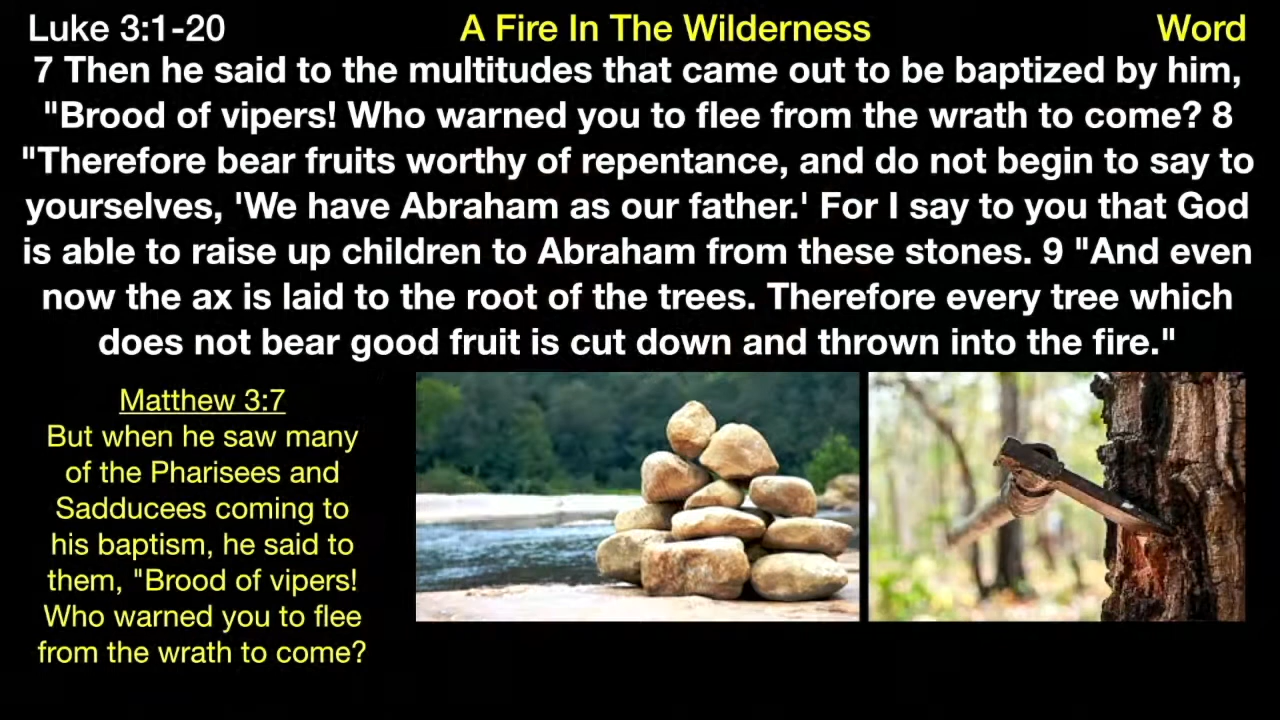 Luke 3:1-20 A Fire In The Wilderness Word
7 Then he said to the multitudes that came out to be baptized by him,
"Brood of vipers! Who warned you to flee from the wrath to come? 8
"Therefore bear fruits worthy of repentance, and do not begin to say to
yourselves, 'We have Abraham as our father.' For I say to you that God
is able to raise up children to Abraham from these stones. 9 "And even
now the ax is laid to the root of the trees. Therefore every tree which
does not bear good fruit is cut down and thrown into the fire."
Matthew 3:7
But when he saw many
of the Pharisees and
Sadducees coming to
his baptism, he said to
them, "Brood of vipers!
Who warned you to flee
from the wrath to come?